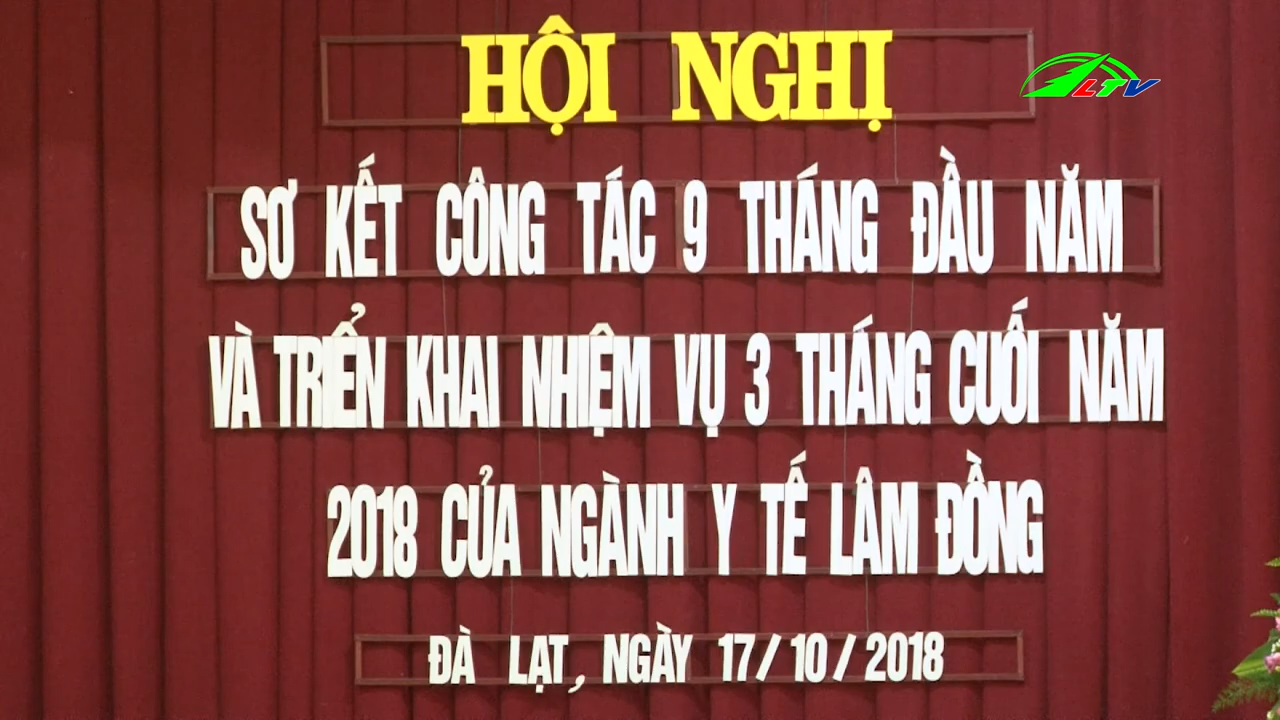 HỘI NGHỊ
LTV
SƠ KẾT CÔNG TÁC 9 THÁNG ĐẦU NĂM
VÀ TRIỂN KHAI NHIỆM VỤ 3 THÁNG CUỐI NĂM
2018 CỦA NGÀNH Y TẾ LÂM ĐỒNG
ĐÀ LẠT, NGÀY 17/10/2018